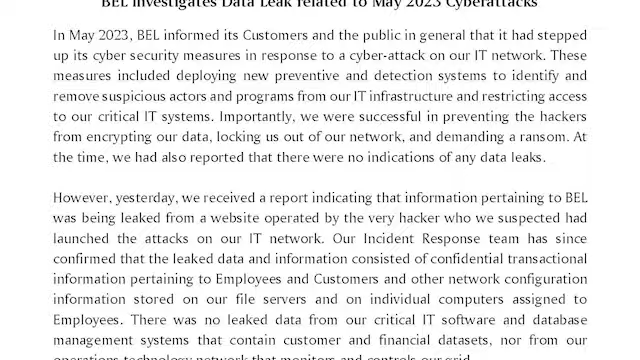 BEL Investigates Data Leak related to May 2023 Cyberattacks
In May 2023, BEL informed its Customers and the public in general that it had stepped
up its cyber security measures in response to a cyber-attack on our IT network. These
measures included deploying new preventive and detection systems to identify and
remove suspicious actors and programs from our IT infrastructure and restricting access
to our critical IT systems. Importantly, we were successful in preventing the hackers
from encrypting our data, locking us out of our network, and demanding a ransom. At
the time, we had also reported that there were no indications of any data leaks.
However, yesterday, we received a report indicating that information pertaining to BEL
was being leaked from a website operated by the very hacker who we suspected had
launched the attacks on our IT network. Our Incident Response team has since
confirmed that the leaked data and information consisted of confidential transactional
information pertaining to Employees and Customers and other network configuration
information stored on our file servers and on individual computers assigned to
Employees. There was no leaked data from our critical IT software and database
management systems that contain customer and financial datasets, nor from our
operations technology network that monitors and controls our grid.